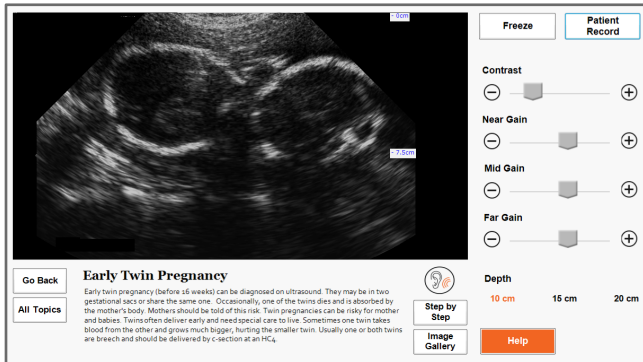 - 0cm
- 7.5cm
Freeze
Patient
Record
Contrast
Near Gain
Mid Gain
Far Gain
Depth
10 cm 15 cm 20 cm
Help
Go Back
All Topics
Early Twin Pregnancy
Early twin pregnancy (before 16 weeks) can be diagnosed on ultrasound. They may be in two
gestational sacs or share the same one. Occasionally, one of the twins dies and is absorbed by
the mother's body. Mothers should be told of this risk. Twin pregnancies can be risky for mother
and babies. Twins often deliver early and need special care to live. Sometimes one twin takes
blood from the other and grows much bigger, hurting the smaller twin. Usually one or both twins
are breech and should be delivered by c-section at an HC4.
Step by
Step
Image
Gallery